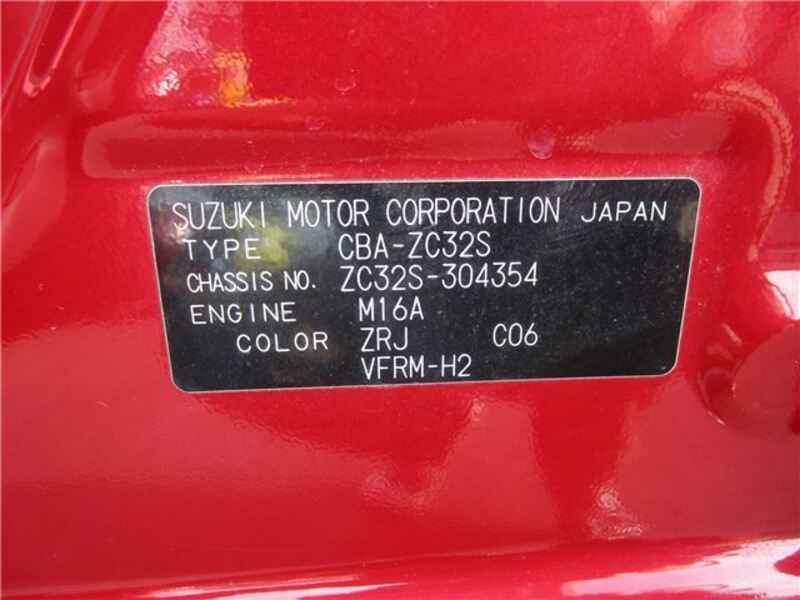 SUZUKI MOTOR CORPORATION JAPAN
TYPE CBA-ZC32S
CHASSIS NO. ZC32S-304354
ENGINE M16A
COLOR ZRJ C06
VFRM-H2